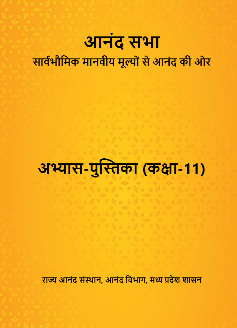 आनंद सभा
सार्वभौमिक मानवीय मूल्यों से आनंद की ओर
अभ्यास-पुस्तिका (कक्षा-11)
राज्य आनंद संस्थान, आनंद विभाग, मध्य प्रदेश शासन